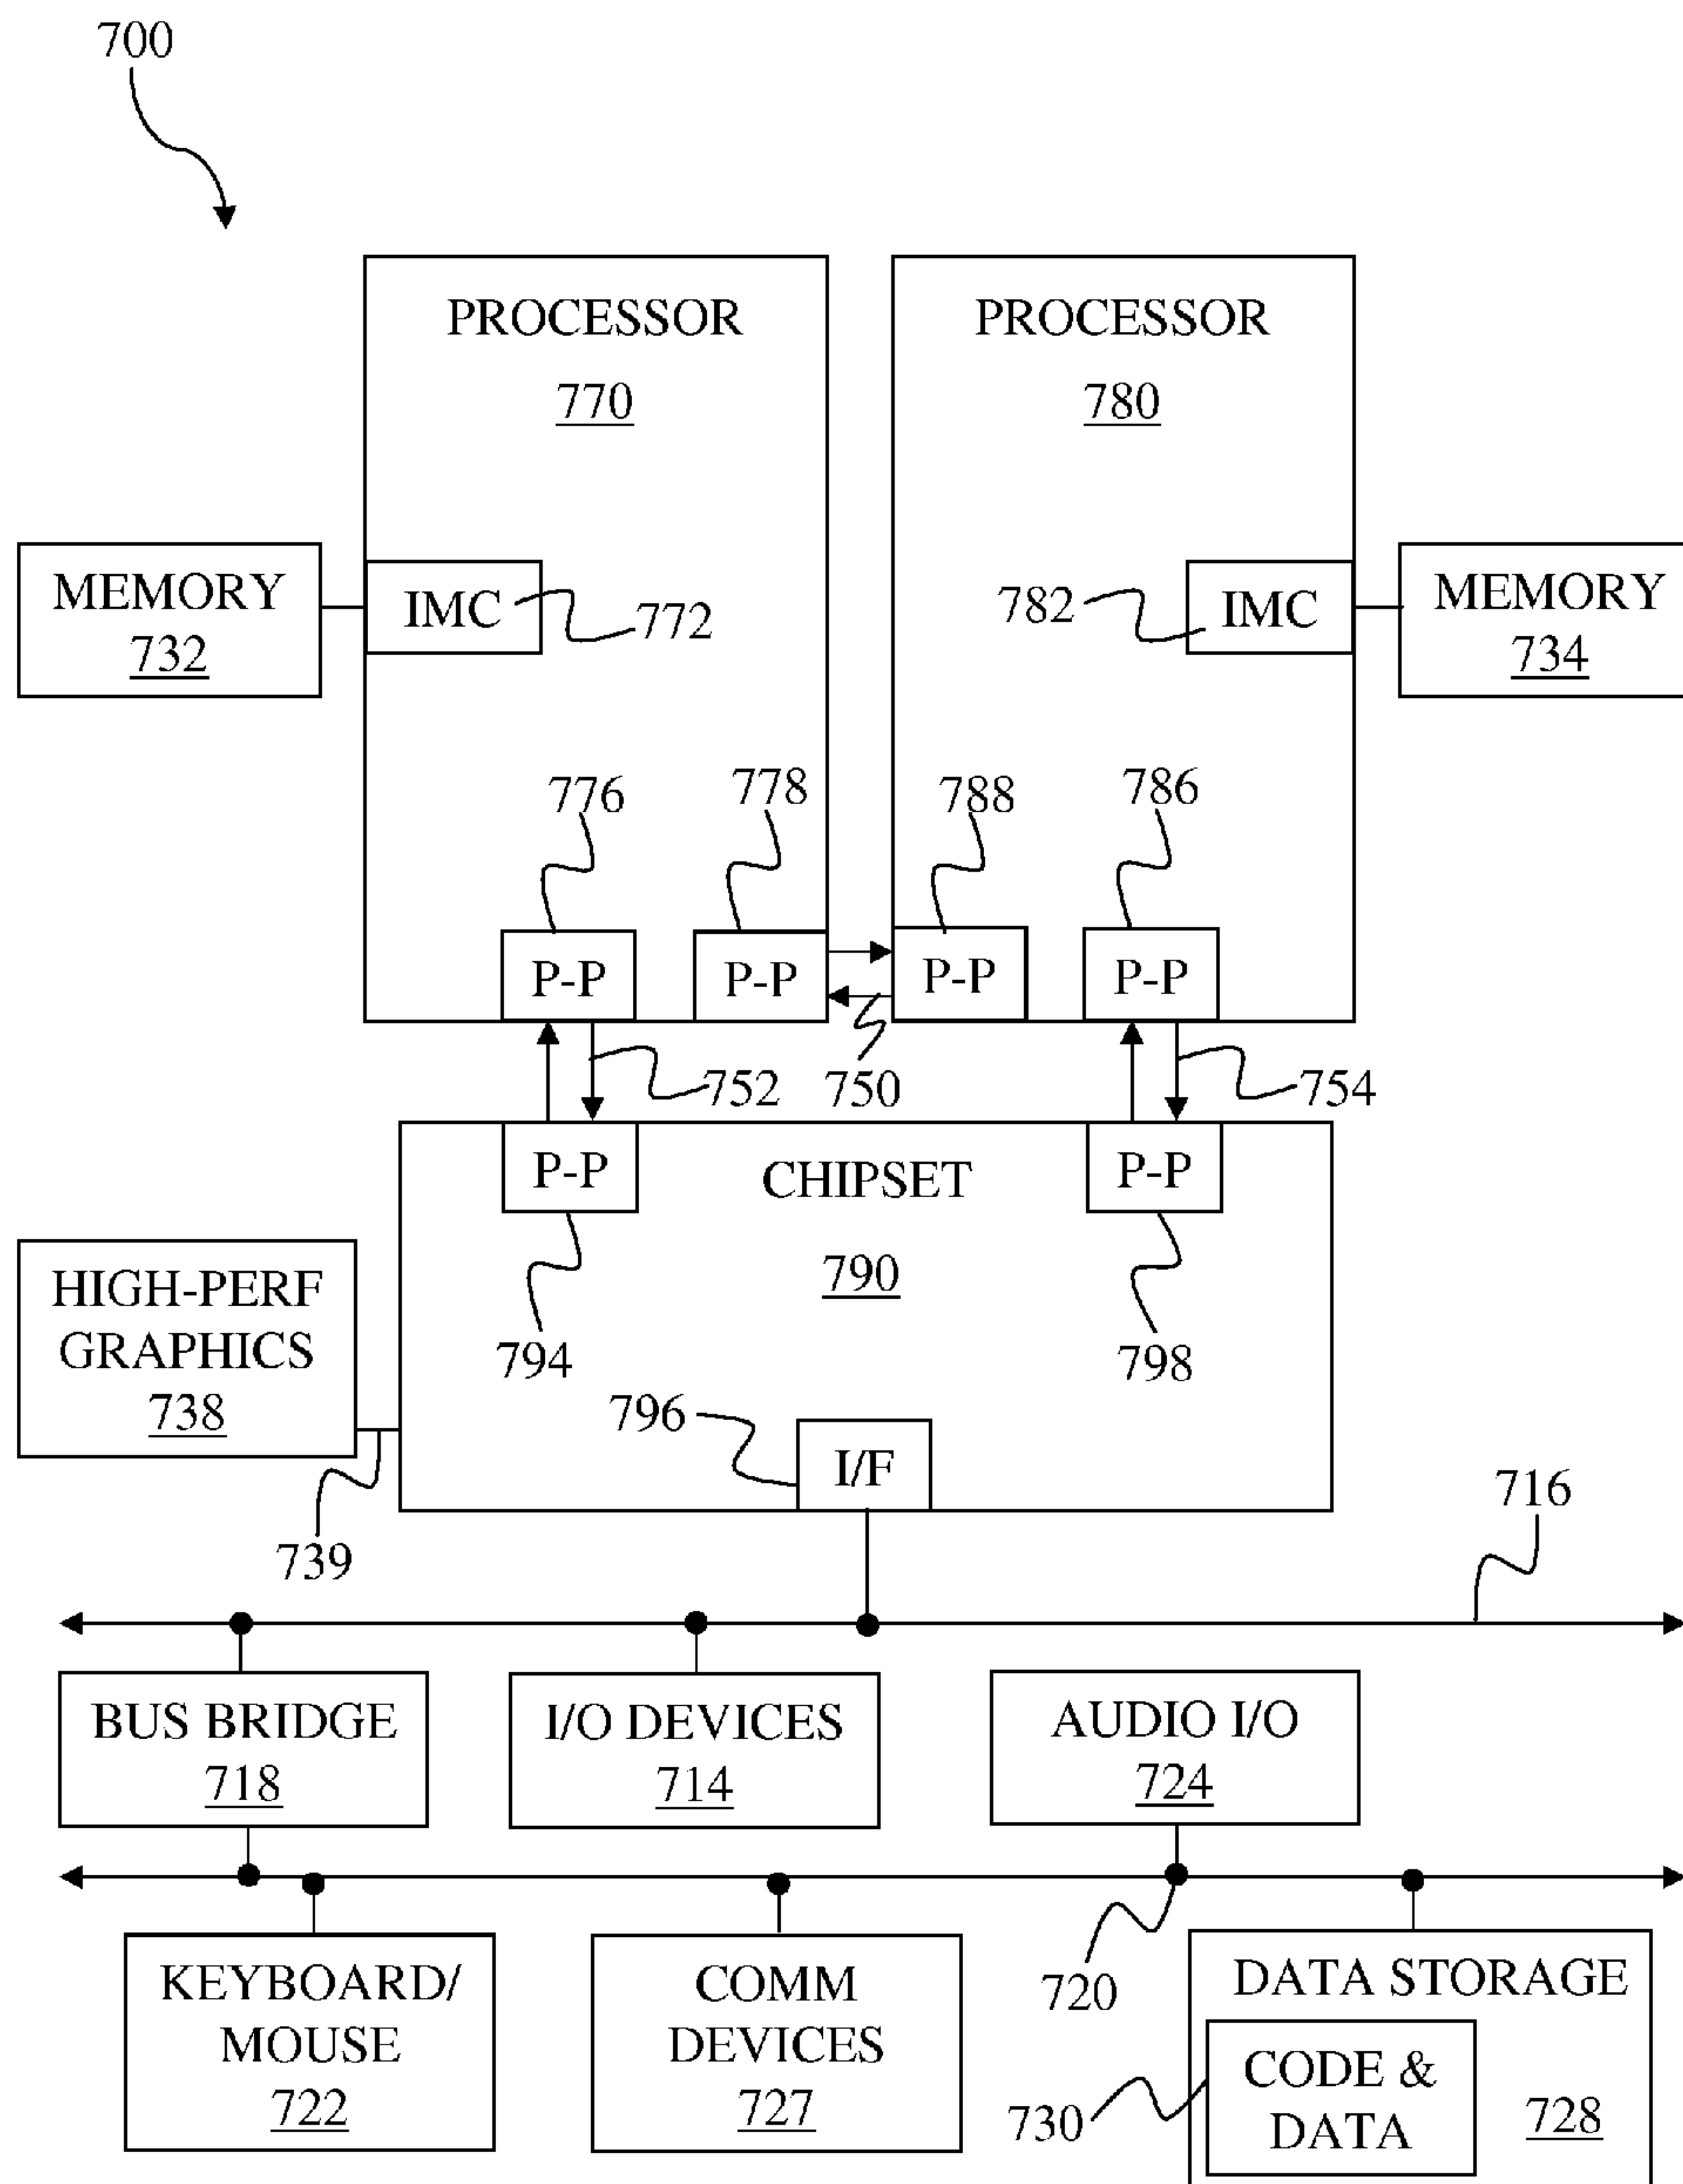 700
PROCESSOR
770
PROCESSOR
780
MEMORY
732
IMC
772
782
IMC
MEMORY
734
776
778
788
786
P-P
P-P
P-P
P-P
752
750
754
P-P
CHIPSET
P-P
790
794
798
HIGH-PERF
GRAPHICS
738
796
I/F
739
716
BUS BRIDGE
718
I/O DEVICES
714
AUDIO I/O
724
720
KEYBOARD/
MOUSE
722
COMM
DEVICES
727
DATA STORAGE
CODE &
DATA
730
728